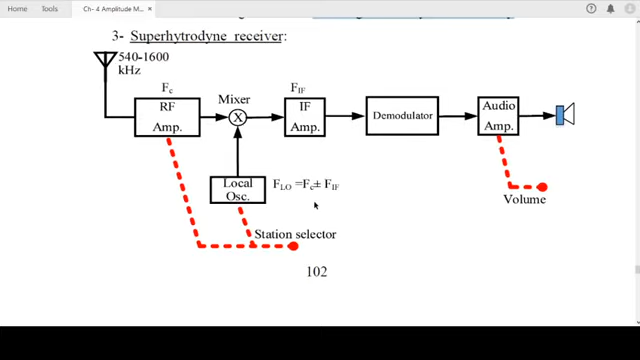 Home Tools Ch- 4 Amplitude M... ×
3- Superhytrodyne receiver:
540-1600
kHz
Fc
RF
Amp.
Mixer
X
FIF
IF
Amp.
Demodulator
Audio
Amp.
Local
Osc.
FLO =Fc± FIF
Station selector
Volume
102